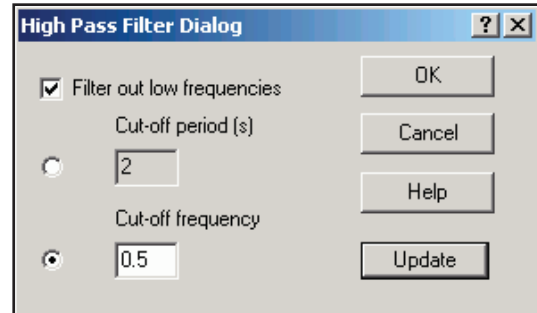 High Pass Filter Dialog
Filter out low frequencies
Cut-off period (s)
2
Cut-off frequency
0.5
OK
Cancel
Help
Update